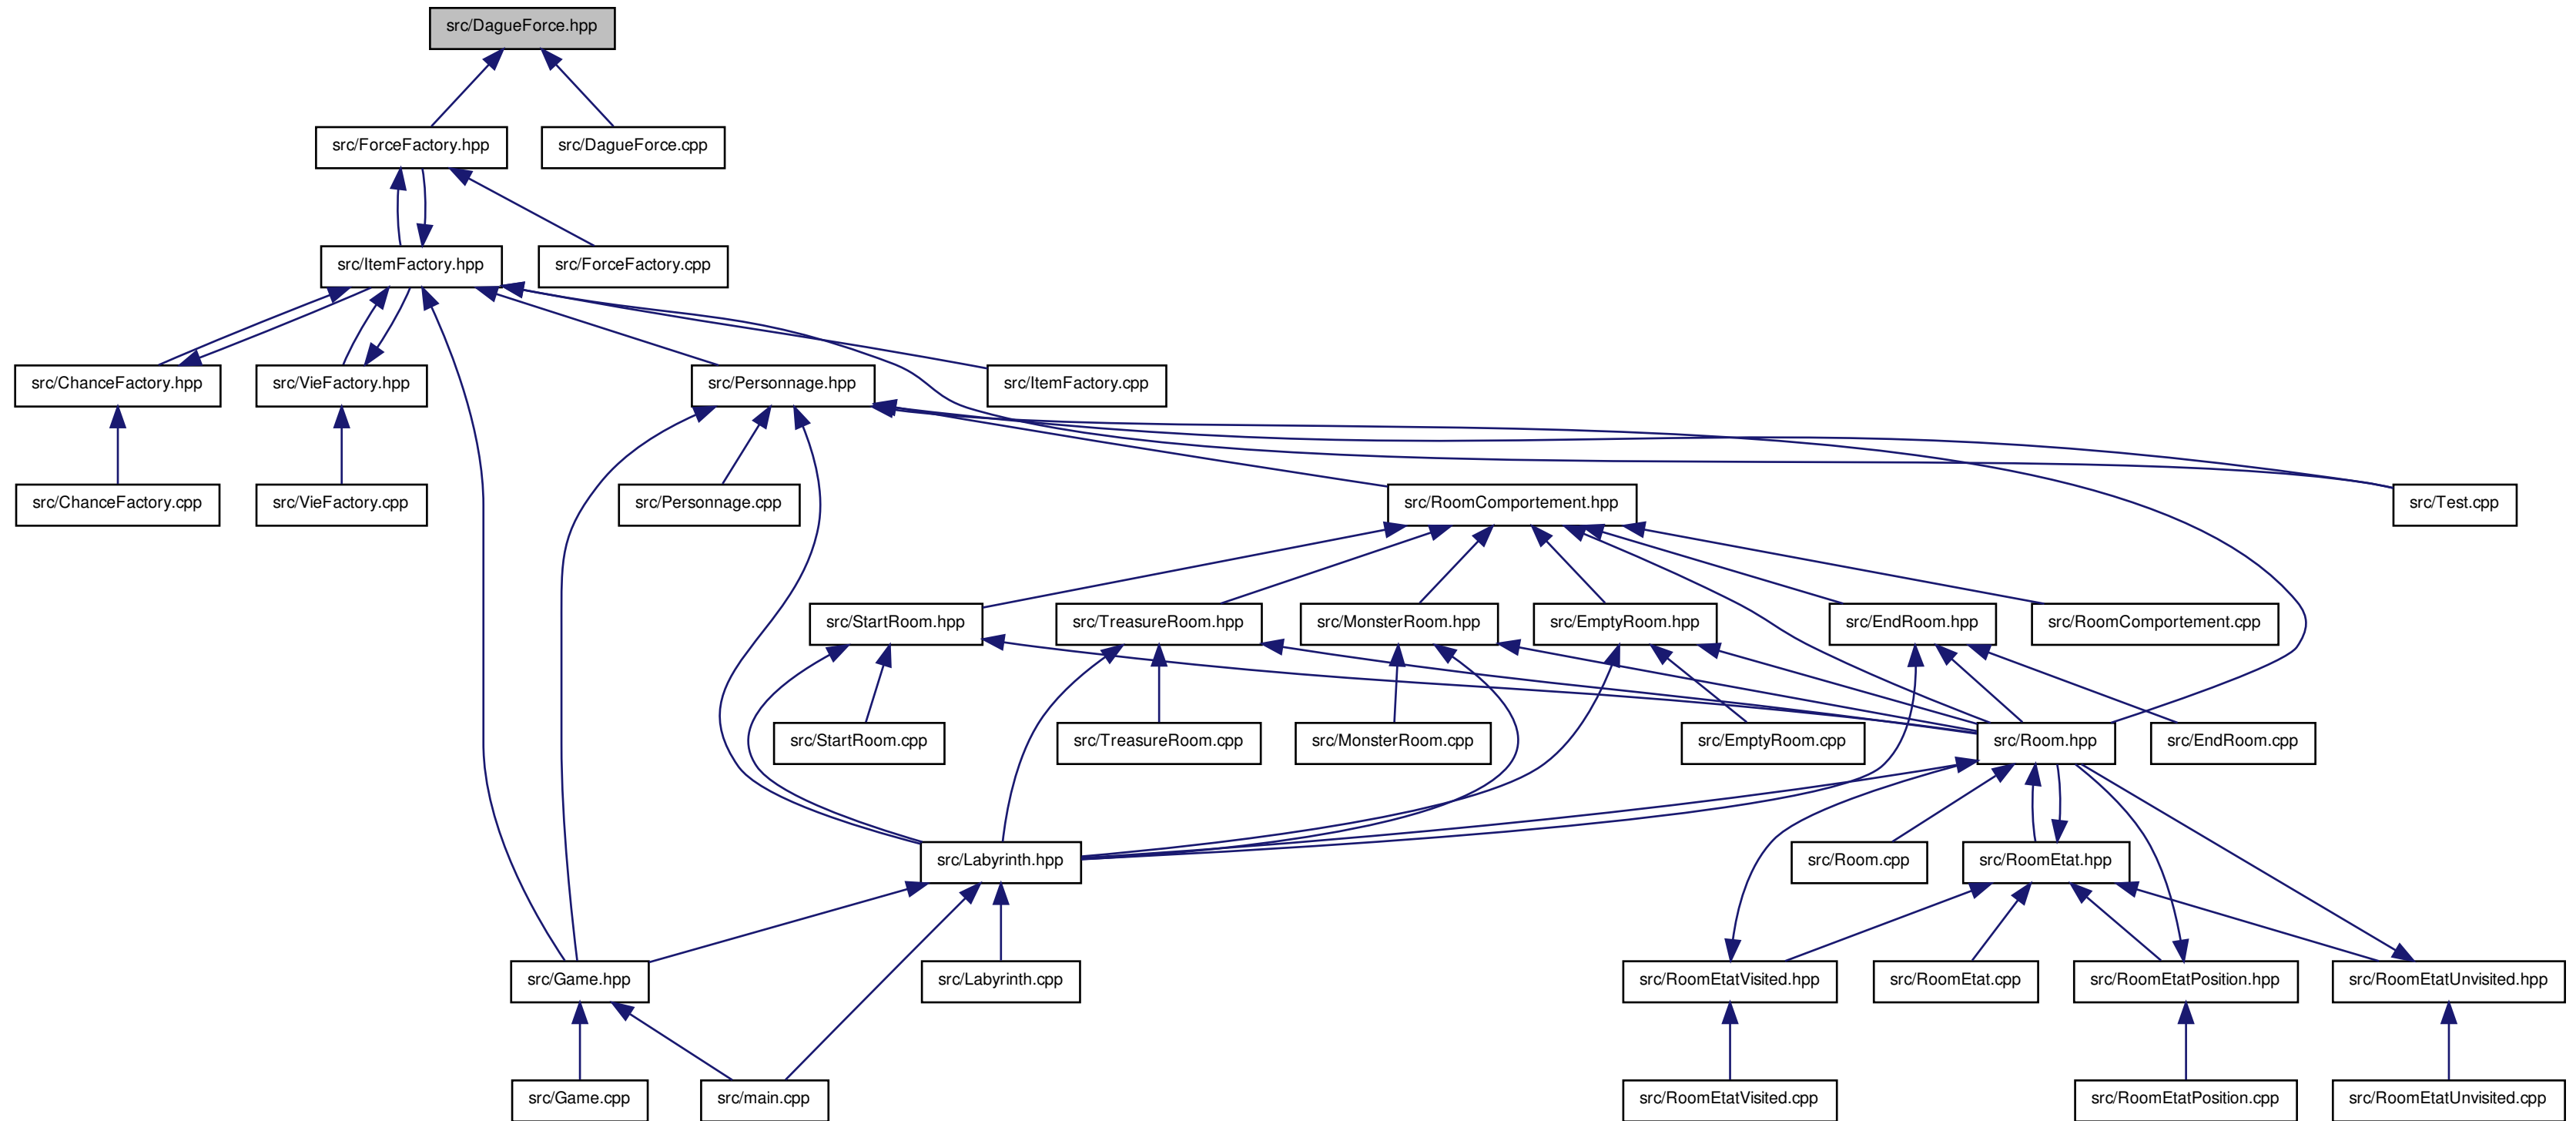 src/DagueForce.hpp
src/ForceFactory.hpp
src/DagueForce.cpp
src/ItemFactory.hpp
src/ForceFactory.cpp
src/ChanceFactory.hpp
src/VieFactory.hpp
src/Personnage.hpp
src/ItemFactory.cpp
src/ChanceFactory.cpp
src/VieFactory.cpp
src/Personnage.cpp
src/RoomComportement.hpp
src/Test.cpp
src/StartRoom.hpp
src/TreasureRoom.hpp
src/MonsterRoom.hpp
src/EmptyRoom.hpp
src/EndRoom.hpp
src/RoomComportement.cpp
src/StartRoom.cpp
src/TreasureRoom.cpp
src/MonsterRoom.cpp
src/EmptyRoom.cpp
src/Room.hpp
src/EndRoom.cpp
src/Labyrinth.hpp
src/Room.cpp
src/RoomEtat.hpp
src/Game.hpp
src/Labyrinth.cpp
src/RoomEtatVisited.hpp
src/RoomEtat.cpp
src/RoomEtatPosition.hpp
src/RoomEtatUnvisited.hpp
src/Game.cpp
src/main.cpp
src/RoomEtatVisited.cpp
src/RoomEtatPosition.cpp
src/RoomEtatUnvisited.cpp